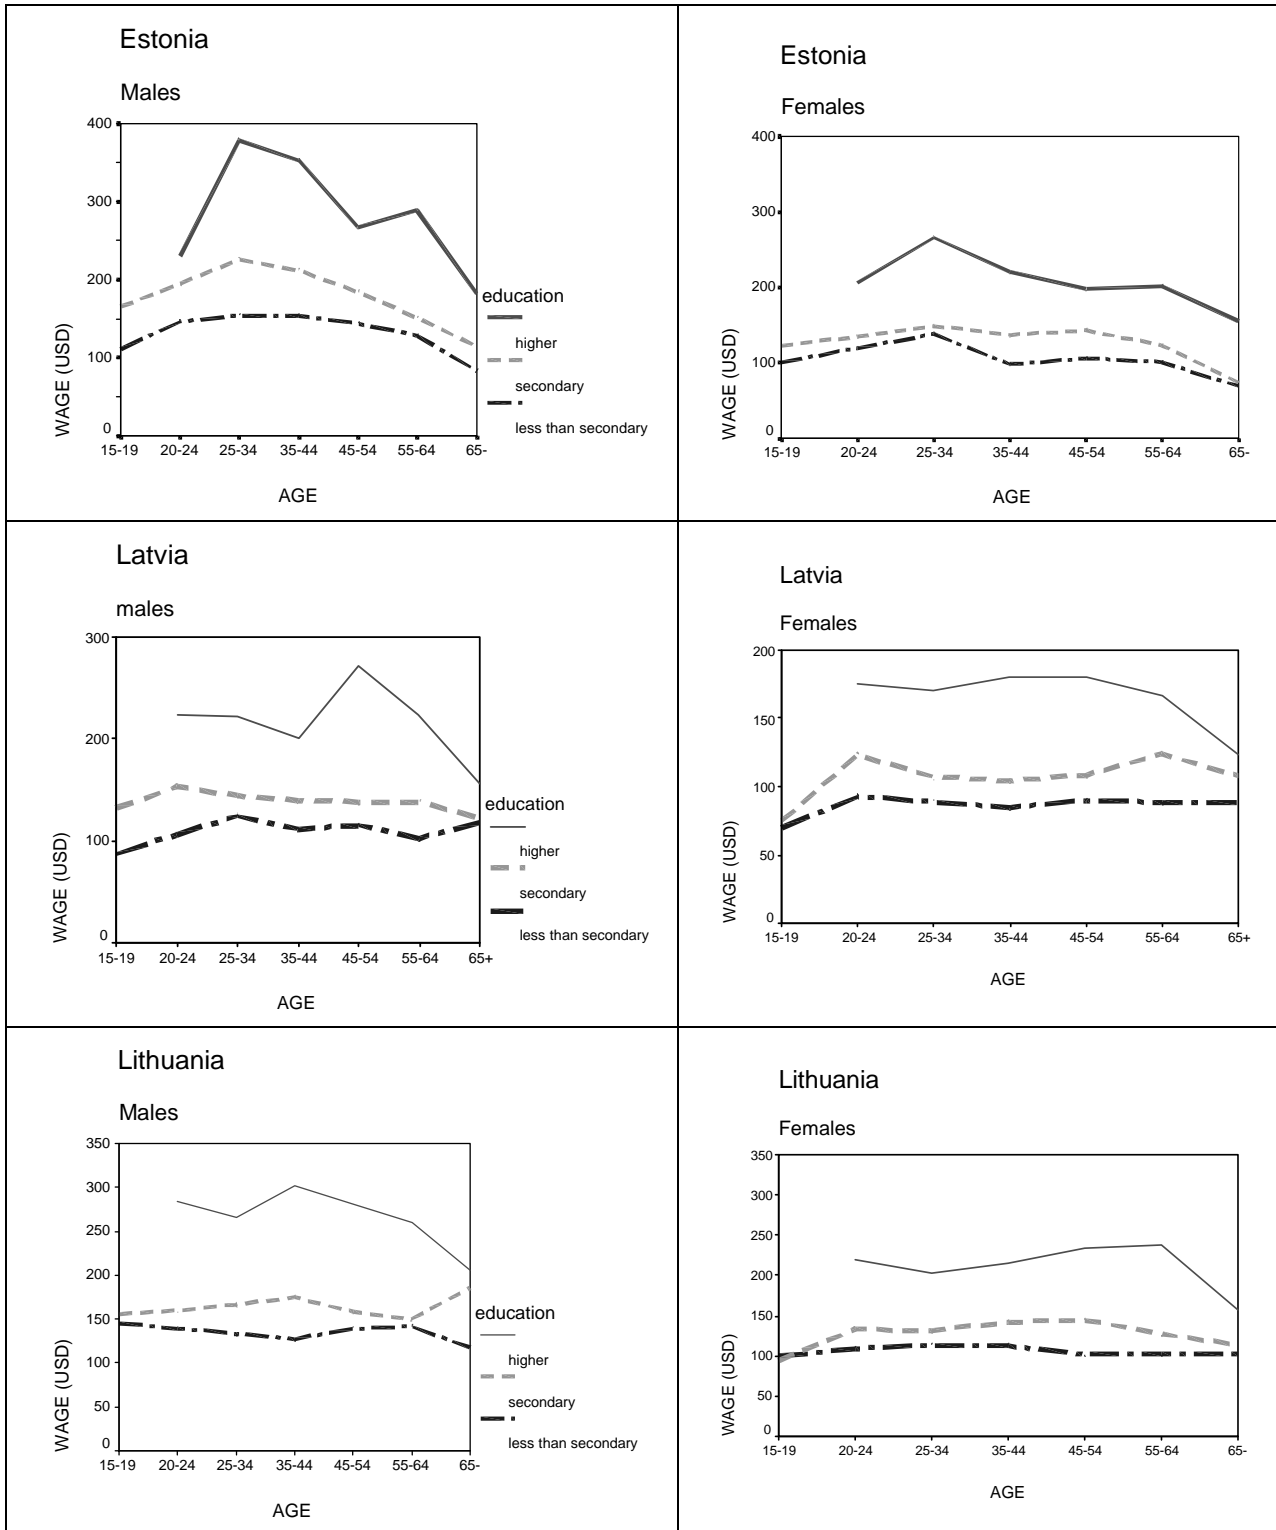 Estonia
Males
400
300
200
100
0
WAGE (USD)
15-19 20-24 25-34 35-44 45-54 55-64 65-
AGE
education
higher
secondary
less than secondary
Estonia
Females
400
300
200
100
0
WAGE (USD)
15-19 20-24 25-34 35-44 45-54 55-64 65-
AGE
Latvia
males
300
200
100
0
WAGE (USD)
15-19 20-24 25-34 35-44 45-54 55-64 65+
AGE
education
higher
secondary
less than secondary
Latvia
Females
200
150
100
50
0
WAGE (USD)
15-19 20-24 25-34 35-44 45-54 55-64 65+
AGE
Lithuania
Males
350
300
250
200
150
100
50
0
WAGE (USD)
15-19 20-24 25-34 35-44 45-54 55-64 65-
AGE
education
higher
secondary
less than secondary
Lithuania
Females
350
300
250
200
150
100
50
0
WAGE (USD)
15-19 20-24 25-34 35-44 45-54 55-64 65-
AGE